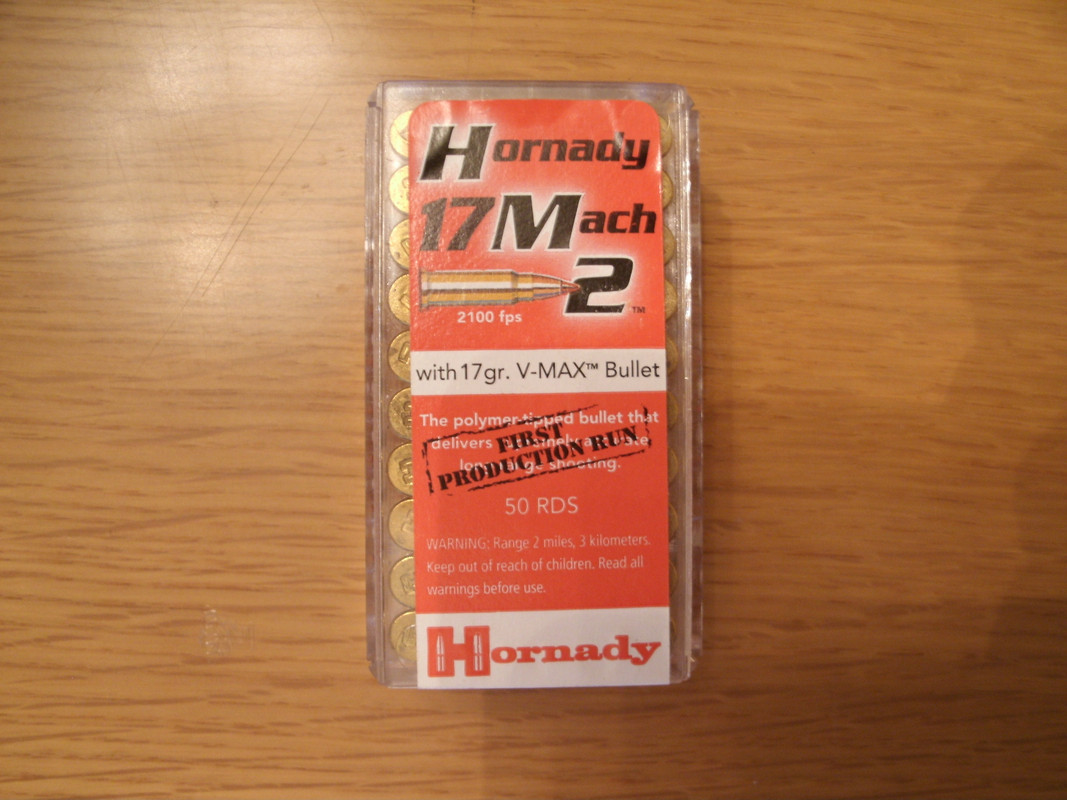 Hornady
17 Mach
2™
2100 fps
with 17gr. V-MAX™ Bullet
The polymer-tipped bullet that
delivers
shooting.
FIRST
PRODUCTION RUN
50 RDS
WARNING: Range 2 miles, 3 kilometers.
Keep out of reach of children. Read all
warnings before use.
Hornady